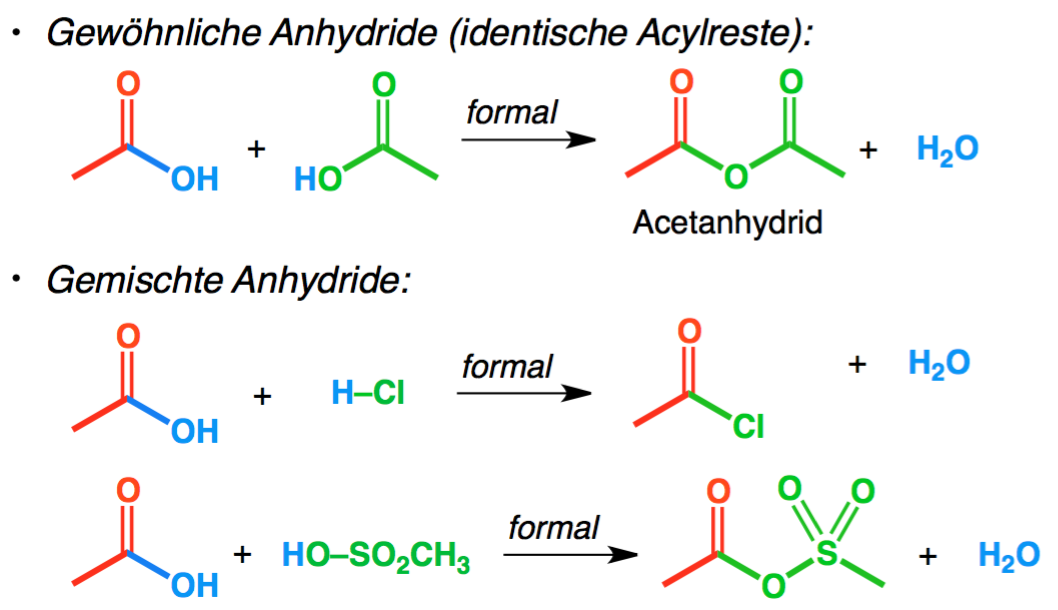 • Gewöhnliche Anhydride (identische Acylreste):
O O formal O O
OH + HO O + H₂O
Acetanhydrid
• Gemischte Anhydride:
O formal O
OH + H–Cl Cl + H₂O
O formal O O O
OH + HO–SO₂CH₃ O S + H₂O